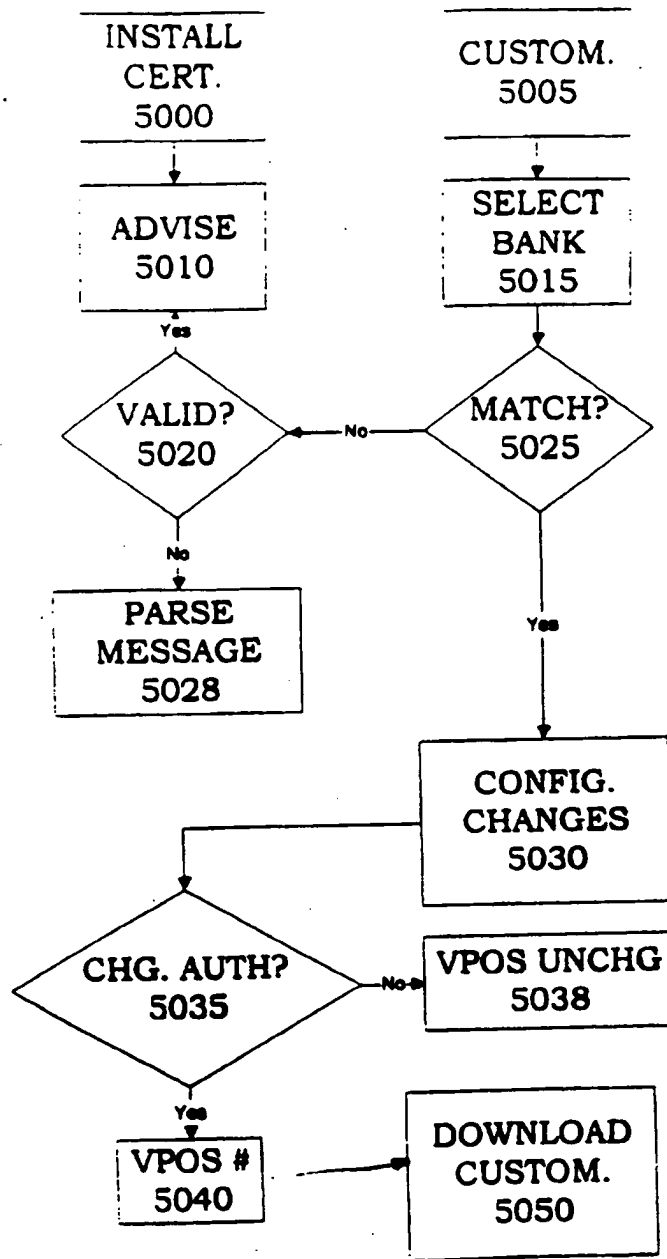 INSTALL
CERT.
5000
CUSTOM.
5005
ADVISE
5010
SELECT
BANK
5015
Yes
VALID?
5020
No
MATCH?
5025
No
PARSE
MESSAGE
5028
Yes
CONFIG.
CHANGES
5030
CHG. AUTH?
5035
No
VPOS UNCHG
5038
Yes
VPOS #
5040
DOWNLOAD
CUSTOM.
5050